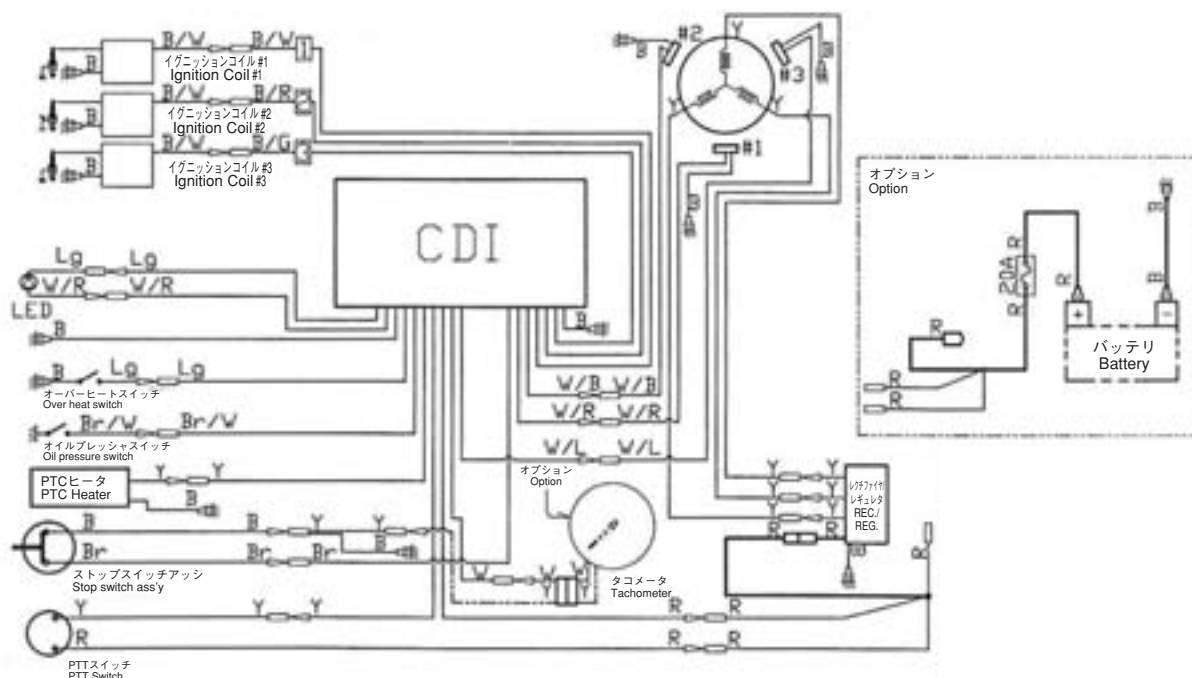 B/W B/W
B
イグニッションコイル#1
Ignition Coil#1
B/W B/R
B
イグニッションコイル#2
Ignition Coil#2
B/W B/G
B
イグニッションコイル#3
Ignition Coil#3
#2
B
Y
#3
B
Y
Y
#1
B
CDI
B
Lg Lg
W/R W/R
LED
B
B Lg Lg
オーバーヒートスイッチ
Over heat switch
Br/W Br/W
オイルプレッシャスイッチ
Oil pressure switch
PTCヒータ
PTC Heater
Y Y
B
B B Y Y
B
Br Br Br
ストップスイッチアッシ
Stop switch ass'y
Y Y Y
R
PTTスイッチ
PTT Switch
W/B W/B
W/R W/R
W/L W/L
オプション
Option
W W
Y Y
タコメータ
Tachometer
Y Y
Y Y
Y Y
R R
レクチファイヤ/
レギュレタ
REC./
REG.
B
R
R R
R R
オプション
Option
R
20A
R
R
B
B
+
-
バッテリ
Battery
R
R
R